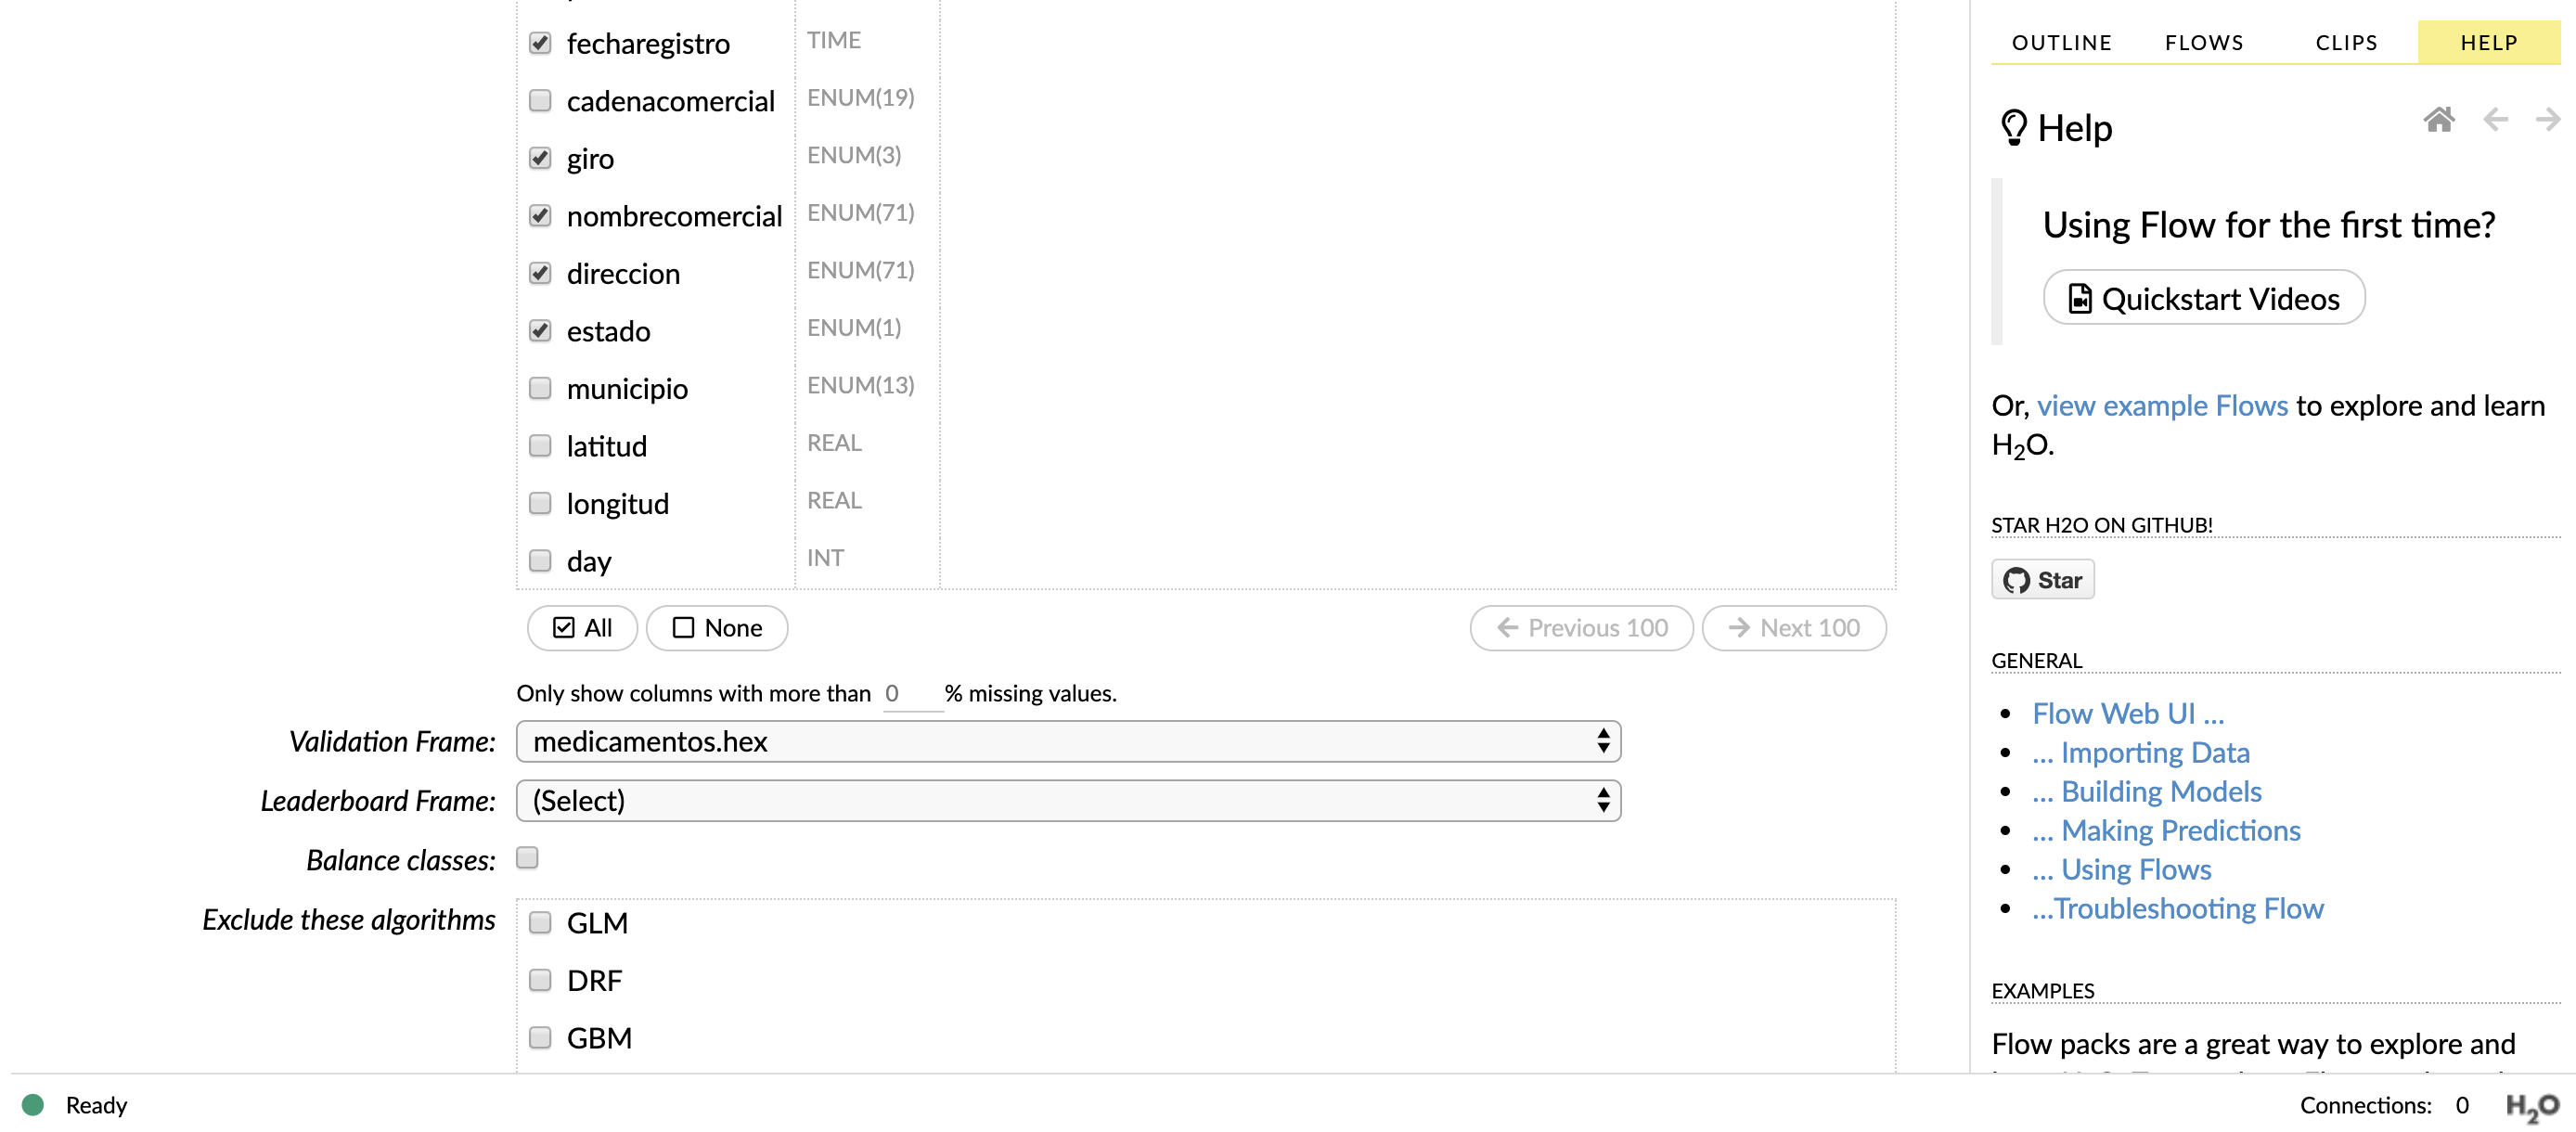 fecharegistro TIME
cadenacomercial ENUM(19)
giro ENUM(3)
nombrecomercial ENUM(71)
direccion ENUM(71)
estado ENUM(1)
municipio ENUM(13)
latitud REAL
longitud REAL
day INT
All None Previous 100 Next 100
Only show columns with more than 0 % missing values.
Validation Frame: medicamentos.hex
Leaderboard Frame: (Select)
Balance classes:
Exclude these algorithms GLM
DRF
GBM
OUTLINE FLOWS CLIPS HELP
Help
Using Flow for the first time?
Quickstart Videos
Or, view example Flows to explore and learn
H2O.
STAR H2O ON GITHUB!
Star
GENERAL
Flow Web UI ...
... Importing Data
... Building Models
... Making Predictions
... Using Flows
...Troubleshooting Flow
EXAMPLES
Flow packs are a great way to explore and
Ready Connections: 0 H2O